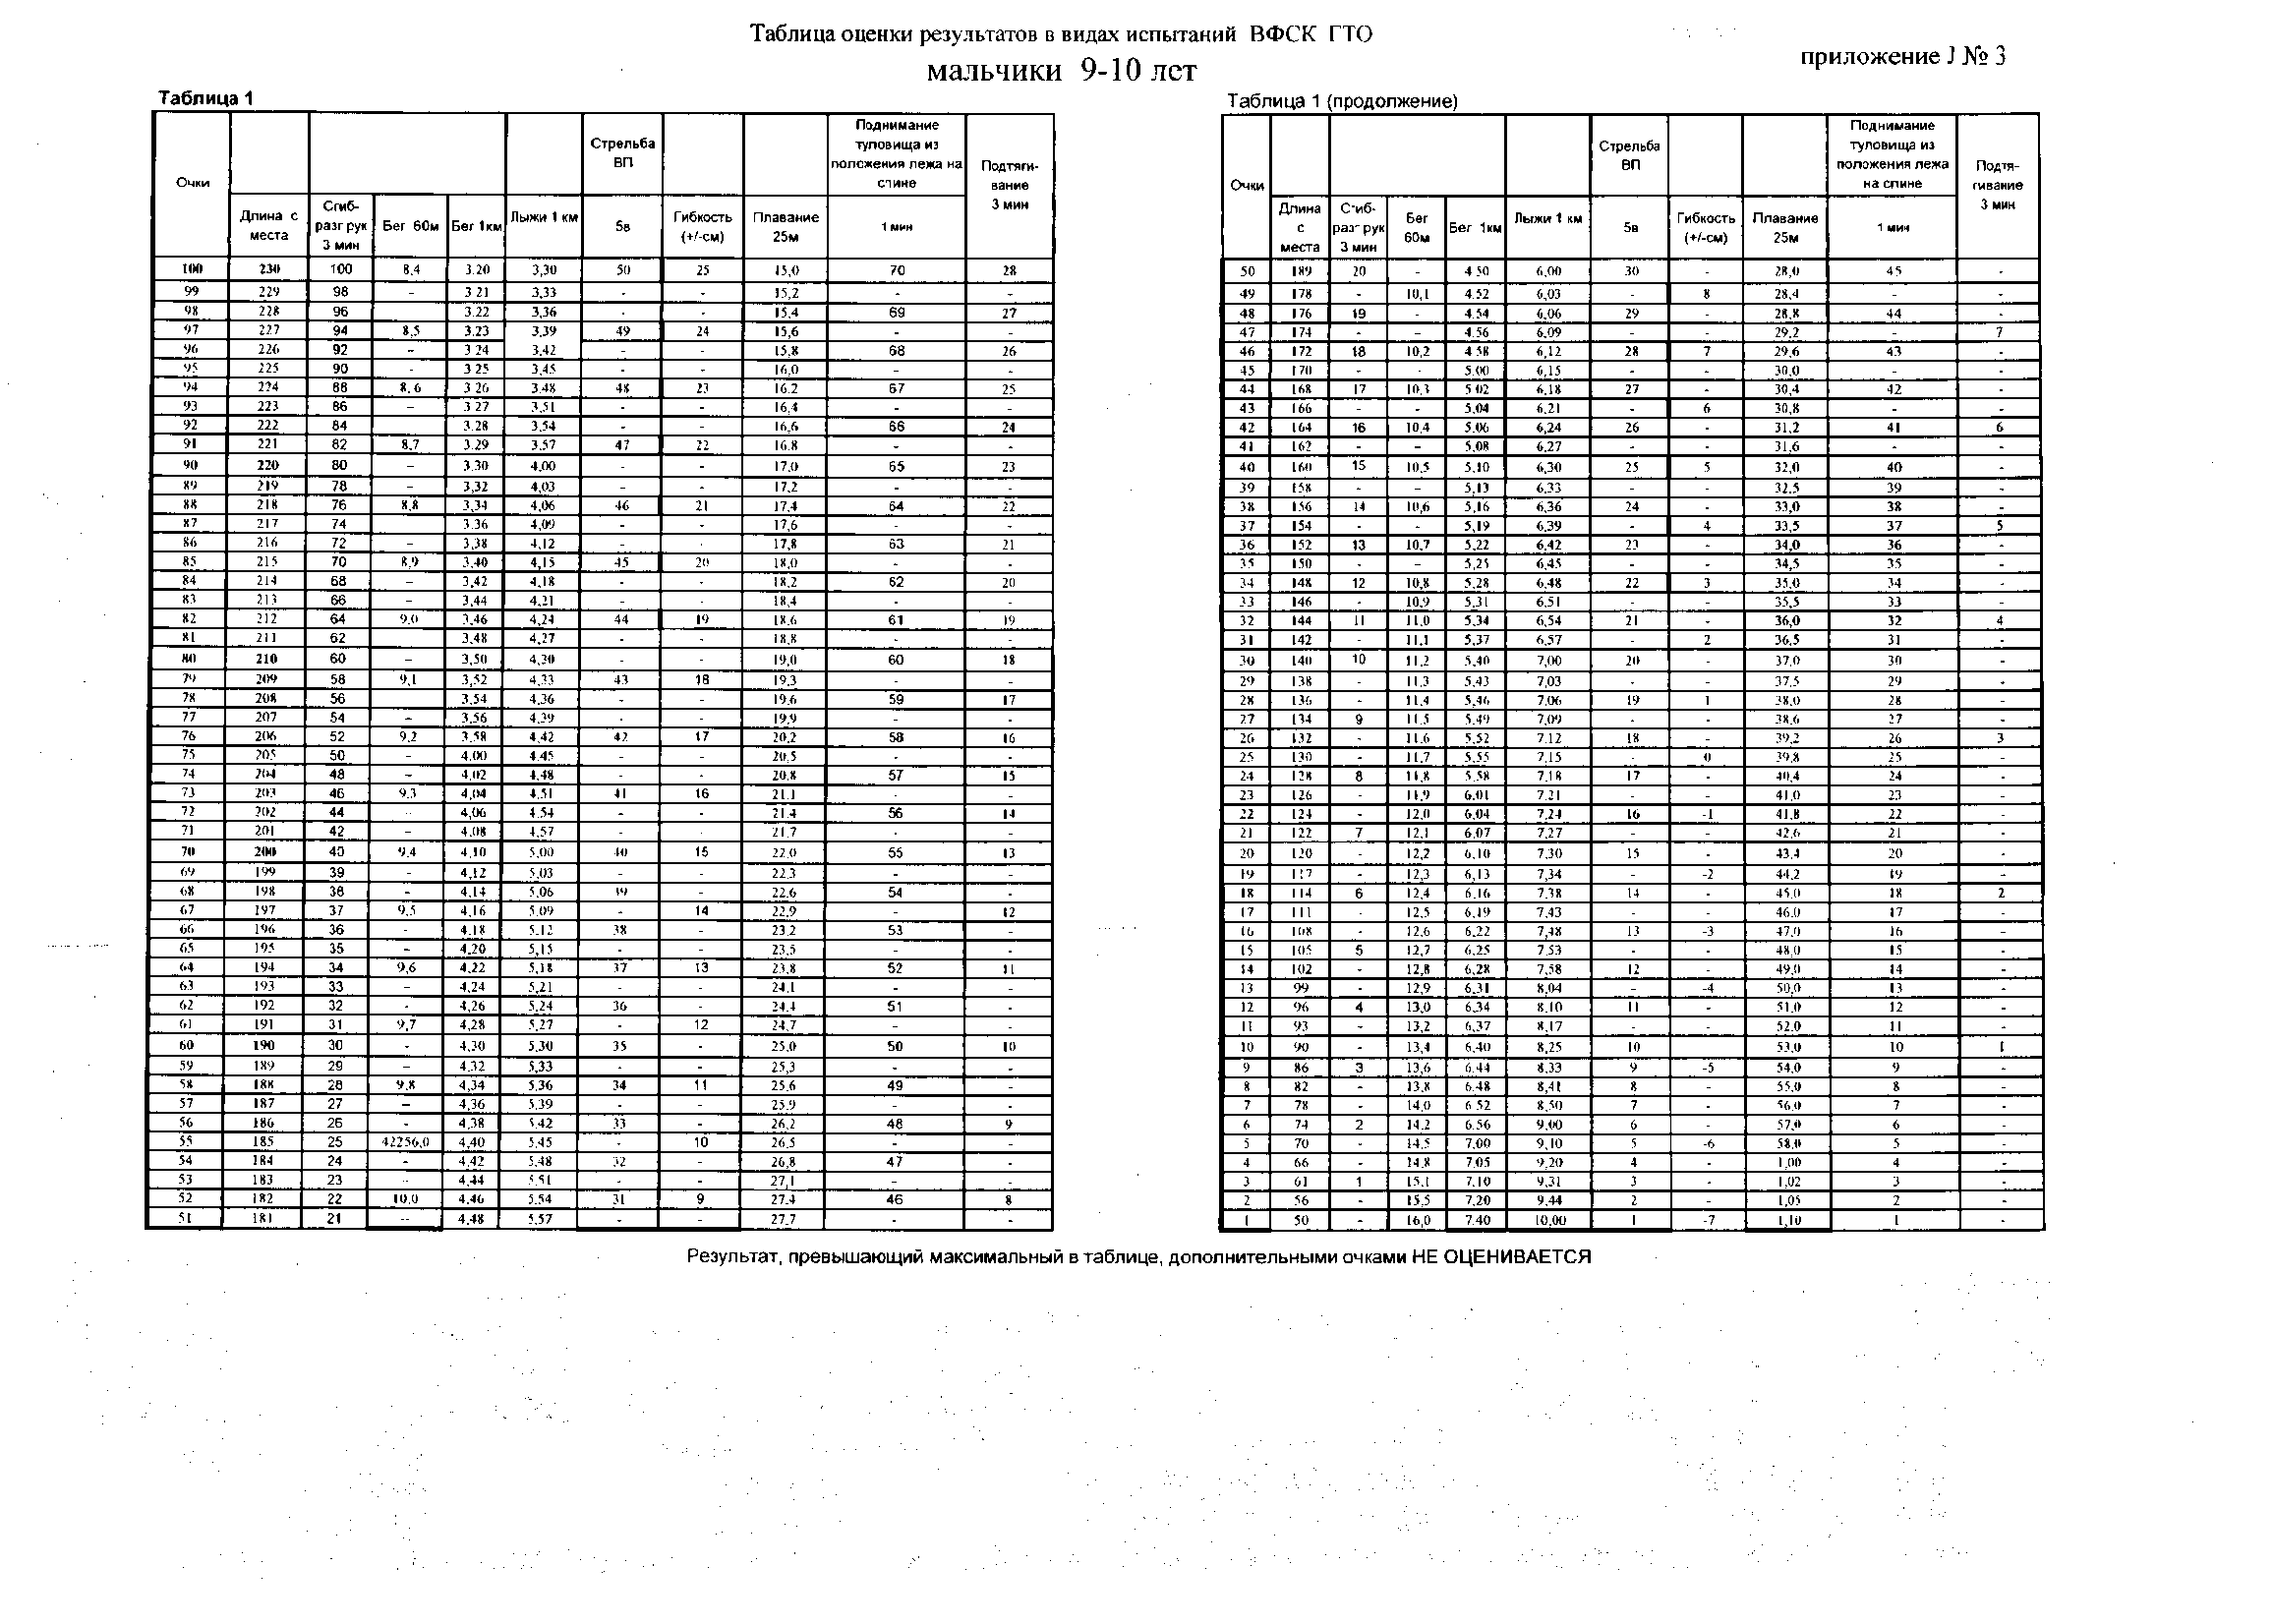 Таблица оценки результатов в видах испытаний ВФСК ГТО
приложение J № 3
мальчики 9-10 лет
Таблица 1
Очки Длина с места Сгиб-разг рук 3 мин Бег 60м Бег 1км Лыжи 1 км Стрельба ВП 5в Гибкость (+/-см) Плавание 25м Поднимание туловища из положения лежа на спине 1 мин Подтяги-вание 3 мин
100 230 100 8,4 3.20 3,30 50 25 15,0 70 28
99 229 98 - 3 21 3,33 - - 15,2 - -
98 228 96 3.22 3,36 - - 15,4 69 27
97 227 94 8,5 3.23 3,39 49 24 15,6 - -
96 226 92 - 3 24 3,42 - - 15,8 68 26
95 225 90 - 3 25 3,45 - - 16,0 - -
94 224 88 8,6 3 26 3.48 48 23 16.2 67 25
93 223 86 - 3 27 3,51 - - 16,4 - -
92 222 84 3.28 3,54 - - 16,6 66 24
91 221 82 8,7 3.29 3,57 47 22 16.8 - -
90 220 80 - 3.30 4,00 - - 17,0 65 23
89 219 78 - 3,32 4,03 - - 17,2 - -
88 218 76 8,8 3,34 4,06 46 21 17,4 64 22
87 217 74 3.36 4,09 - - 17,6 - -
86 216 72 - 3,38 4,12 - - 17,8 63 21
85 215 70 8,9 3,40 4,15 45 20 18,0 - -
84 214 68 - 3,42 4,18 - - 18,2 62 20
83 213 66 - 3,44 4,21 - - 18,4 - -
82 212 64 9,0 3,46 4,24 44 19 18,6 61 19
81 211 62 3,48 4,27 - - 18,8 - -
80 210 60 - 3,50 4,30 - - 19,0 60 18
79 209 58 9,1 3,52 4,33 43 18 19,3 - -
78 208 56 3,54 4,36 - - 19,6 59 17
77 207 54 - 3,56 4,39 - - 19,9 - -
76 206 52 9,2 3,58 4,42 42 17 20,2 58 16
75 205 50 - 4,00 4,45 - - 20,5 - -
74 204 48 - 4,02 4,48 - - 20,8 57 15
73 203 46 9,3 4,04 4,51 41 16 21,1 - -
72 202 44 - 4,06 4,54 - - 21.4 56 14
71 201 42 - 4,08 4,57 - - 21,7 - -
70 200 40 9,4 4,10 5,00 40 15 22,0 55 13
69 199 39 - 4,12 5,03 - - 22,3 - -
68 198 38 - 4,14 5,06 39 - 22,6 54 -
67 197 37 9,5 4,16 5,09 - 14 22,9 - 12
66 196 36 - 4,18 5,12 38 - 23,2 53 -
65 195 35 - 4,20 5,15 - - 23,5 - -
64 194 34 9,6 4,22 5,18 37 13 23,8 52 11
63 193 33 - 4,24 5,21 - - 24,1 - -
62 192 32 - 4,26 5,24 36 - 24,4 51 -
61 191 31 9,7 4,28 5,27 - 12 24,7 - -
60 190 30 - 4,30 5,30 35 - 25,0 50 10
59 189 29 - 4,32 5,33 - - 25,3 - -
58 188 28 9,8 4,34 5,36 34 11 25,6 49 -
57 187 27 - 4,36 5,39 - - 25,9 - -
56 186 26 - 4,38 5,42 33 - 26,2 48 9
55 185 25 42256,0 4,40 5,45 - 10 26,5 - -
54 184 24 - 4,42 5,48 32 - 26,8 47 -
53 183 23 - 4,44 5,51 - - 27,1 - -
52 182 22 10,0 4,46 5,54 31 9 27,4 46 8
51 181 21 - 4,48 5,57 - - 27,7 - -
Таблица 1 (продолжение)
Очки Длина с места Сгиб-разг рук 3 мин Бег 60м Бег 1км Лыжи 1 км Стрельба ВП 5в Гибкость (+/-см) Плавание 25м Поднимание туловища из положения лежа на спине 1 мин Подтя-гивание 3 мин
50 189 20 - 4 50 6,00 30 - 28,0 45 -
49 178 - 10,1 4.52 6,03 - 8 28,4 - -
48 176 19 - 4.54 6,06 29 - 28,8 44 -
47 174 - - 4.56 6,09 - - 29,2 - 7
46 172 18 10,2 4 58 6,12 28 7 29,6 43 -
45 170 - - 5.00 6,15 - - 30,0 - -
44 168 17 10,3 5 02 6,18 27 - 30,4 42 -
43 166 - - 5,04 6,21 - 6 30,8 - -
42 164 16 10,4 5,06 6,24 26 - 31,2 41 6
41 162 - - 5,08 6,27 - - 31,6 - -
40 160 15 10,5 5,10 6,30 25 5 32,0 40 -
39 158 - - 5,13 6,33 - - 32,5 39 -
38 156 14 10,6 5,16 6,36 24 - 33,0 38 -
37 154 - - 5,19 6,39 - 4 33,5 37 5
36 152 13 10,7 5,22 6,42 23 - 34,0 36 -
35 150 - - 5,25 6,45 - - 34,5 35 -
34 148 12 10,8 5,28 6,48 22 3 35,0 34 -
33 146 - 10,9 5,31 6,51 - - 35,5 33 -
32 144 11 11,0 5,34 6,54 21 - 36,0 32 4
31 142 - 11,1 5,37 6,57 - 2 36,5 31 -
30 140 10 11,2 5,40 7,00 20 - 37,0 30 -
29 138 - 11,3 5,43 7,03 - - 37,5 29 -
28 136 - 11,4 5,46 7,06 19 1 38,0 28 -
27 134 9 11,5 5,49 7,09 - - 38,6 27 -
26 132 - 11,6 5,52 7,12 18 - 39,2 26 3
25 130 - 11,7 5,55 7,15 - 0 39,8 25 -
24 128 8 11,8 5,58 7,18 17 - 40,4 24 -
23 126 - 11,9 6,01 7,21 - - 41,0 23 -
22 124 - 12,0 6,04 7,24 16 -1 41,8 22 -
21 122 7 12,1 6,07 7,27 - - 42,6 21 -
20 120 - 12,2 6,10 7,30 15 - 43,4 20 -
19 117 - 12,3 6,13 7,34 - -2 44,2 19 -
18 114 6 12,4 6,16 7,38 14 - 45,0 18 2
17 111 - 12,5 6,19 7,43 - - 46,0 17 -
16 108 - 12,6 6,22 7,48 13 -3 47,0 16 -
15 105 5 12,7 6,25 7,53 - - 48,0 15 -
14 102 - 12,8 6,28 7,58 12 - 49,0 14 -
13 99 - 12,9 6,31 8,04 - -4 50,0 13 -
12 96 4 13,0 6,34 8,10 11 - 51,0 12 -
11 93 - 13,2 6,37 8,17 - - 52,0 11 -
10 90 - 13,4 6,40 8,25 10 - 53,0 10 1
9 86 3 13,6 6,44 8,33 9 -5 54,0 9 -
8 82 - 13,8 6,48 8,41 8 - 55,0 8 -
7 78 - 14,0 6 52 8,50 7 - 56,0 7 -
6 74 2 14,2 6.56 9,00 6 - 57,0 6 -
5 70 - 14,5 7,00 9,10 5 -6 58,0 5 -
4 66 - 14,8 7,05 9,20 4 - 1,00 4 -
3 61 1 15,1 7,10 9,31 3 - 1,02 3 -
2 56 - 15,5 7,20 9,44 2 - 1,05 2 -
1 50 - 16,0 7.40 10,00 1 -7 1,10 1 -
Результат, превышающий максимальный в таблице, дополнительными очками НЕ ОЦЕНИВАЕТСЯ